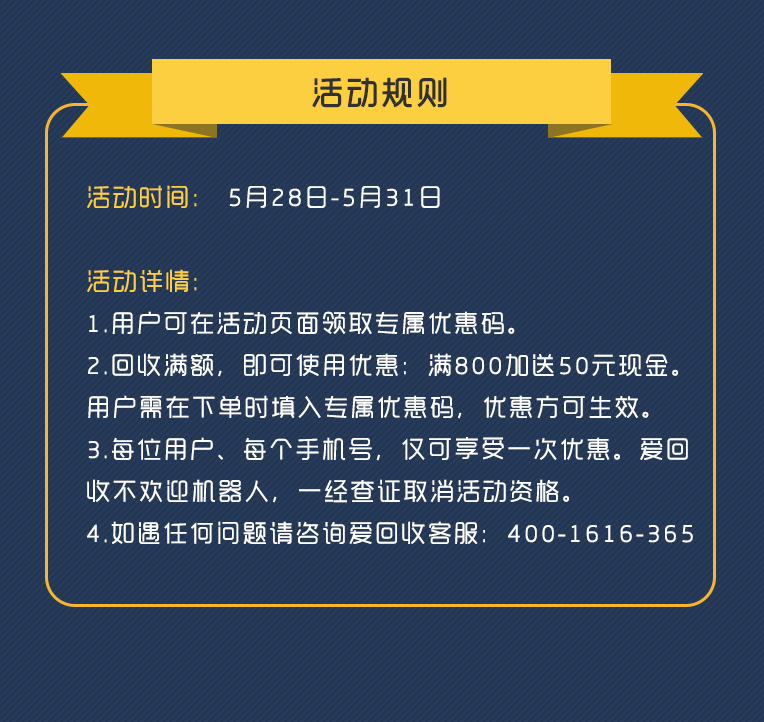 活动规则
活动时间： 5月28日-5月31日
活动详情：
1.用户可在活动页面领取专属优惠码。
2.回收满额，即可使用优惠：满800加送50元现金。
用户需在下单时填入专属优惠码，优惠方可生效。
3.每位用户、每个手机号，仅可享受一次优惠。爱回
收不欢迎机器人，一经查证取消活动资格。
4.如遇任何问题请咨询爱回收客服：400-1616-365